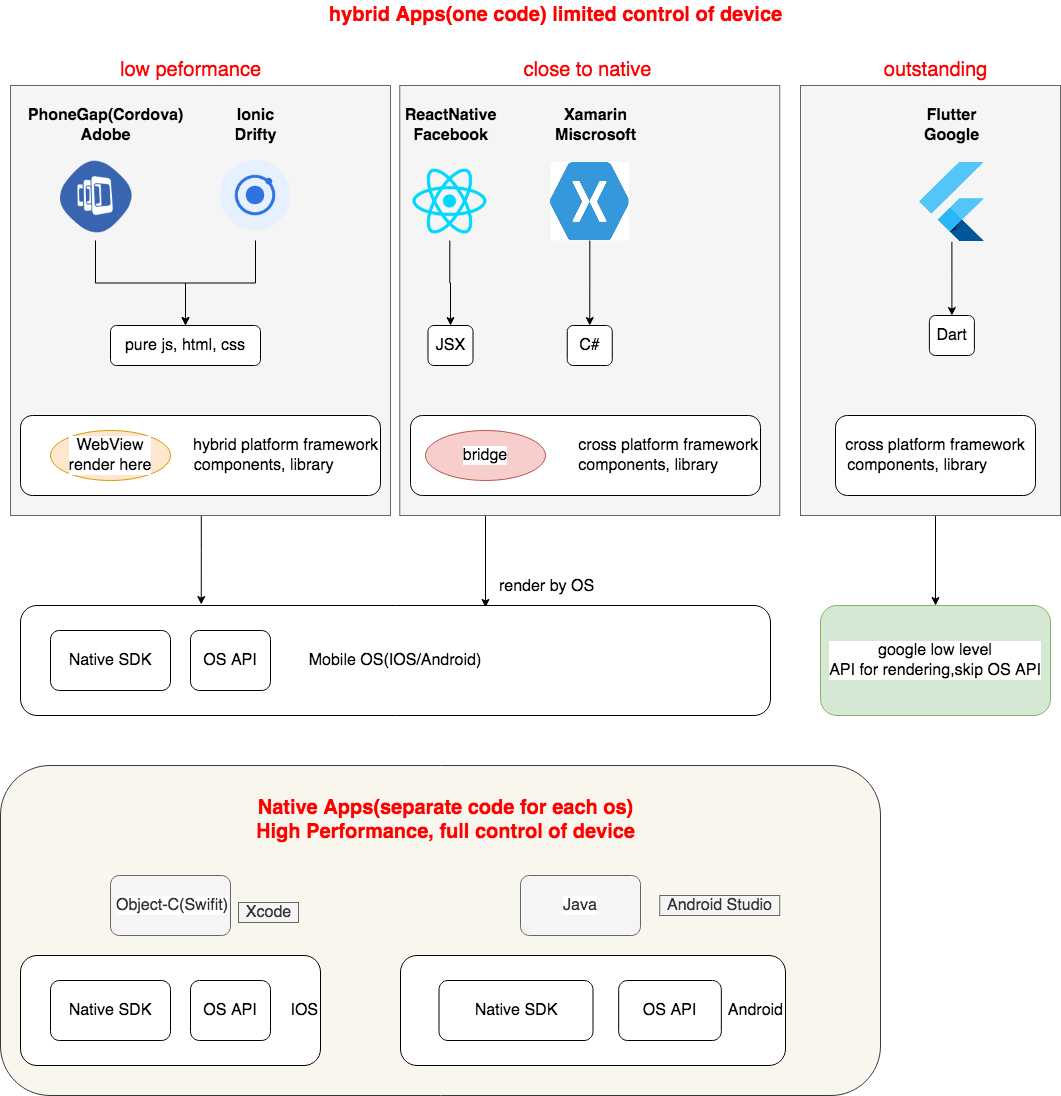 hybrid Apps(one code) limited control of device
low peformance
close to native
outstanding
PhoneGap(Cordova)
Adobe
Ionic
Drifty
ReactNative
Facebook
Xamarin
Miscrosoft
Flutter
Google
pure js, html, css
JSX
C#
Dart
WebView
render here
hybrid platform framework
components, library
bridge
cross platform framework
components, library
cross platform framework
components, library
render by OS
Native SDK
OS API
Mobile OS(IOS/Android)
google low level
API for rendering,skip OS API
Native Apps(separate code for each os)
High Performance, full control of device
Object-C(Swifit)
Xcode
Java
Android Studio
Native SDK
OS API
IOS
Native SDK
OS API
Android